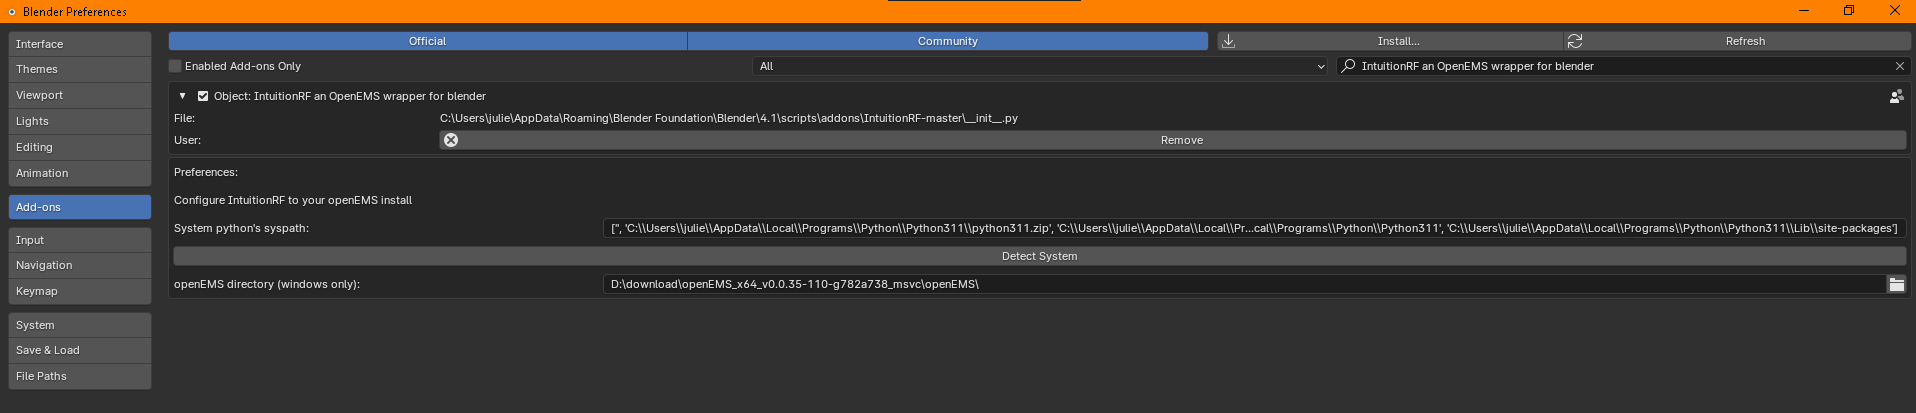 Blender Preferences
Interface
Themes
Viewport
Lights
Editing
Animation
Add-ons
Input
Navigation
Keymap
System
Save & Load
File Paths
Official Community Install... Refresh
Enabled Add-ons Only All IntuitionRF an OpenEMS wrapper for blender
Object: IntuitionRF an OpenEMS wrapper for blender
File: C:\Users\julie\AppData\Roaming\Blender Foundation\Blender\4.1\scripts\addons\IntuitionRF-master\__init__.py
User: Remove
Preferences:
Configure IntuitionRF to your openEMS install
System python's syspath: ['', 'C:\\Users\\julie\\AppData\\Local\\Programs\\Python\\Python311\\python311.zip', 'C:\\Users\\julie\\AppData\\Local\\Pr...cal\\Programs\\Python\\Python311', 'C:\\Users\\julie\\AppData\\Local\\Programs\\Python\\Python311\\Lib\\site-packages']
Detect System
openEMS directory (windows only): D:\download\openEMS_x64_v0.0.35-110-g782a738_msvc\openEMS\